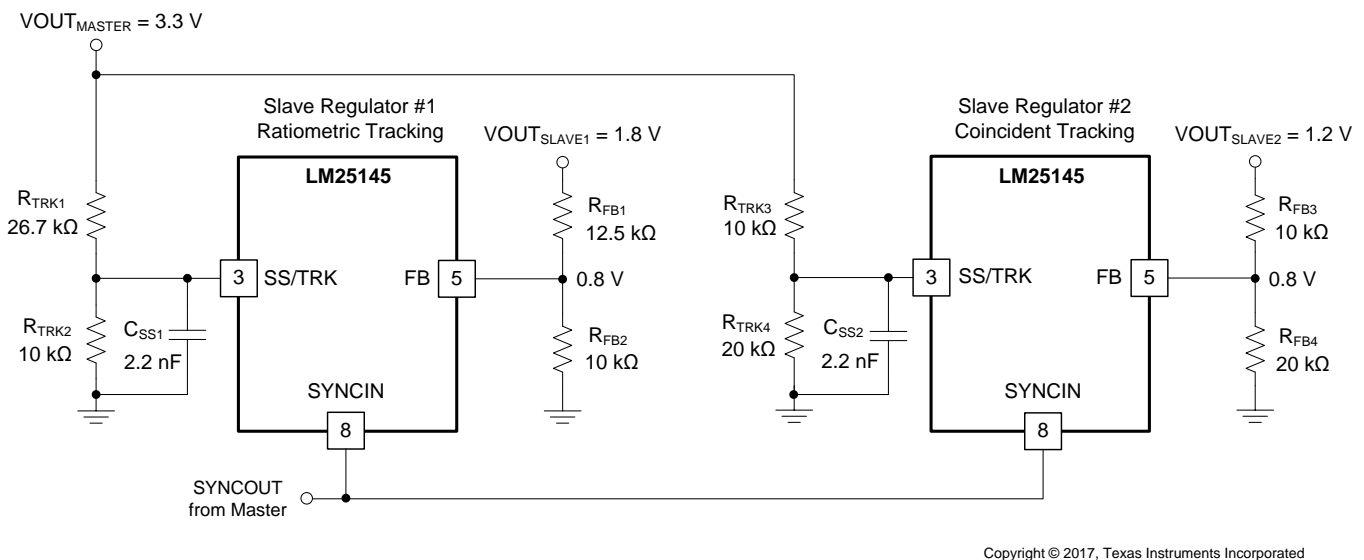 VOUTMASTER = 3.3 V
Slave Regulator #1
Ratiometric Tracking
VOUTSLAVE1 = 1.8 V
Slave Regulator #2
Coincident Tracking
VOUTSLAVE2 = 1.2 V
LM25145
LM25145
RTRK1
26.7 kΩ
RFB1
12.5 kΩ
RTRK3
10 kΩ
RFB3
10 kΩ
3
SS/TRK
FB
5
0.8 V
3
SS/TRK
FB
5
0.8 V
RTRK2
10 kΩ
CSS1
2.2 nF
RFB2
10 kΩ
RTRK4
20 kΩ
CSS2
2.2 nF
RFB4
20 kΩ
SYNCIN
8
SYNCIN
8
SYNCOUT
from Master
Copyright © 2017, Texas Instruments Incorporated